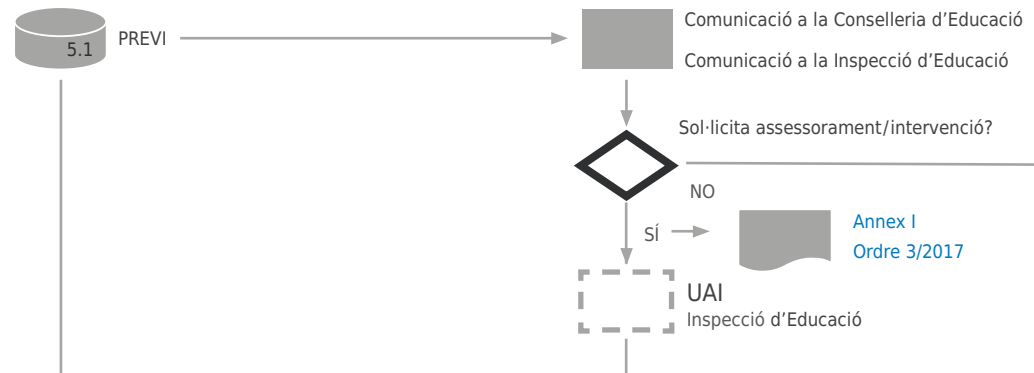 5.1
PREVI
Comunicació a la Conselleria d’Educació
Comunicació a la Inspecció d’Educació
Sol·licita assessorament/intervenció?
NO
SÍ
Annex I
Ordre 3/2017
UAI
Inspecció d’Educació